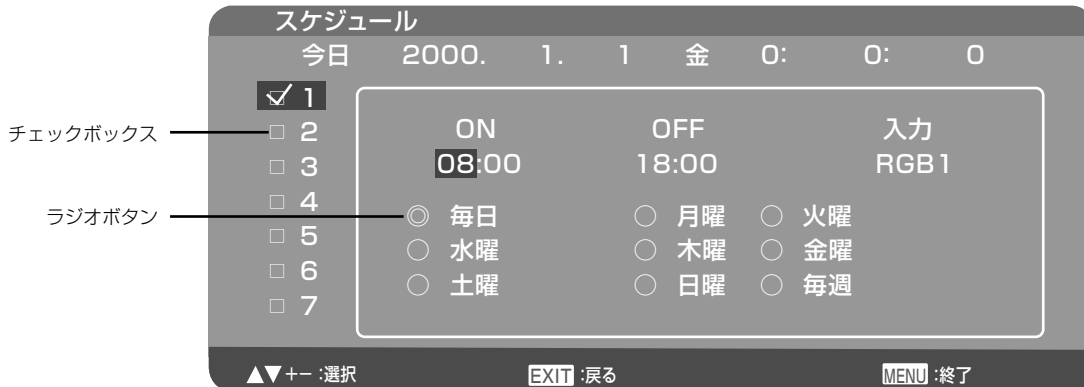 スケジュール
今日 2000. 1. 1 金 0: 0: 0
1
チェックボックス 2
3
4
5
6
7
ON OFF 入力
08:00 18:00 RGB1
ラジオボタン
毎日 月曜 火曜
水曜 木曜 金曜
土曜 日曜 毎週
▲▼+− :選択 EXIT :戻る MENU :終了